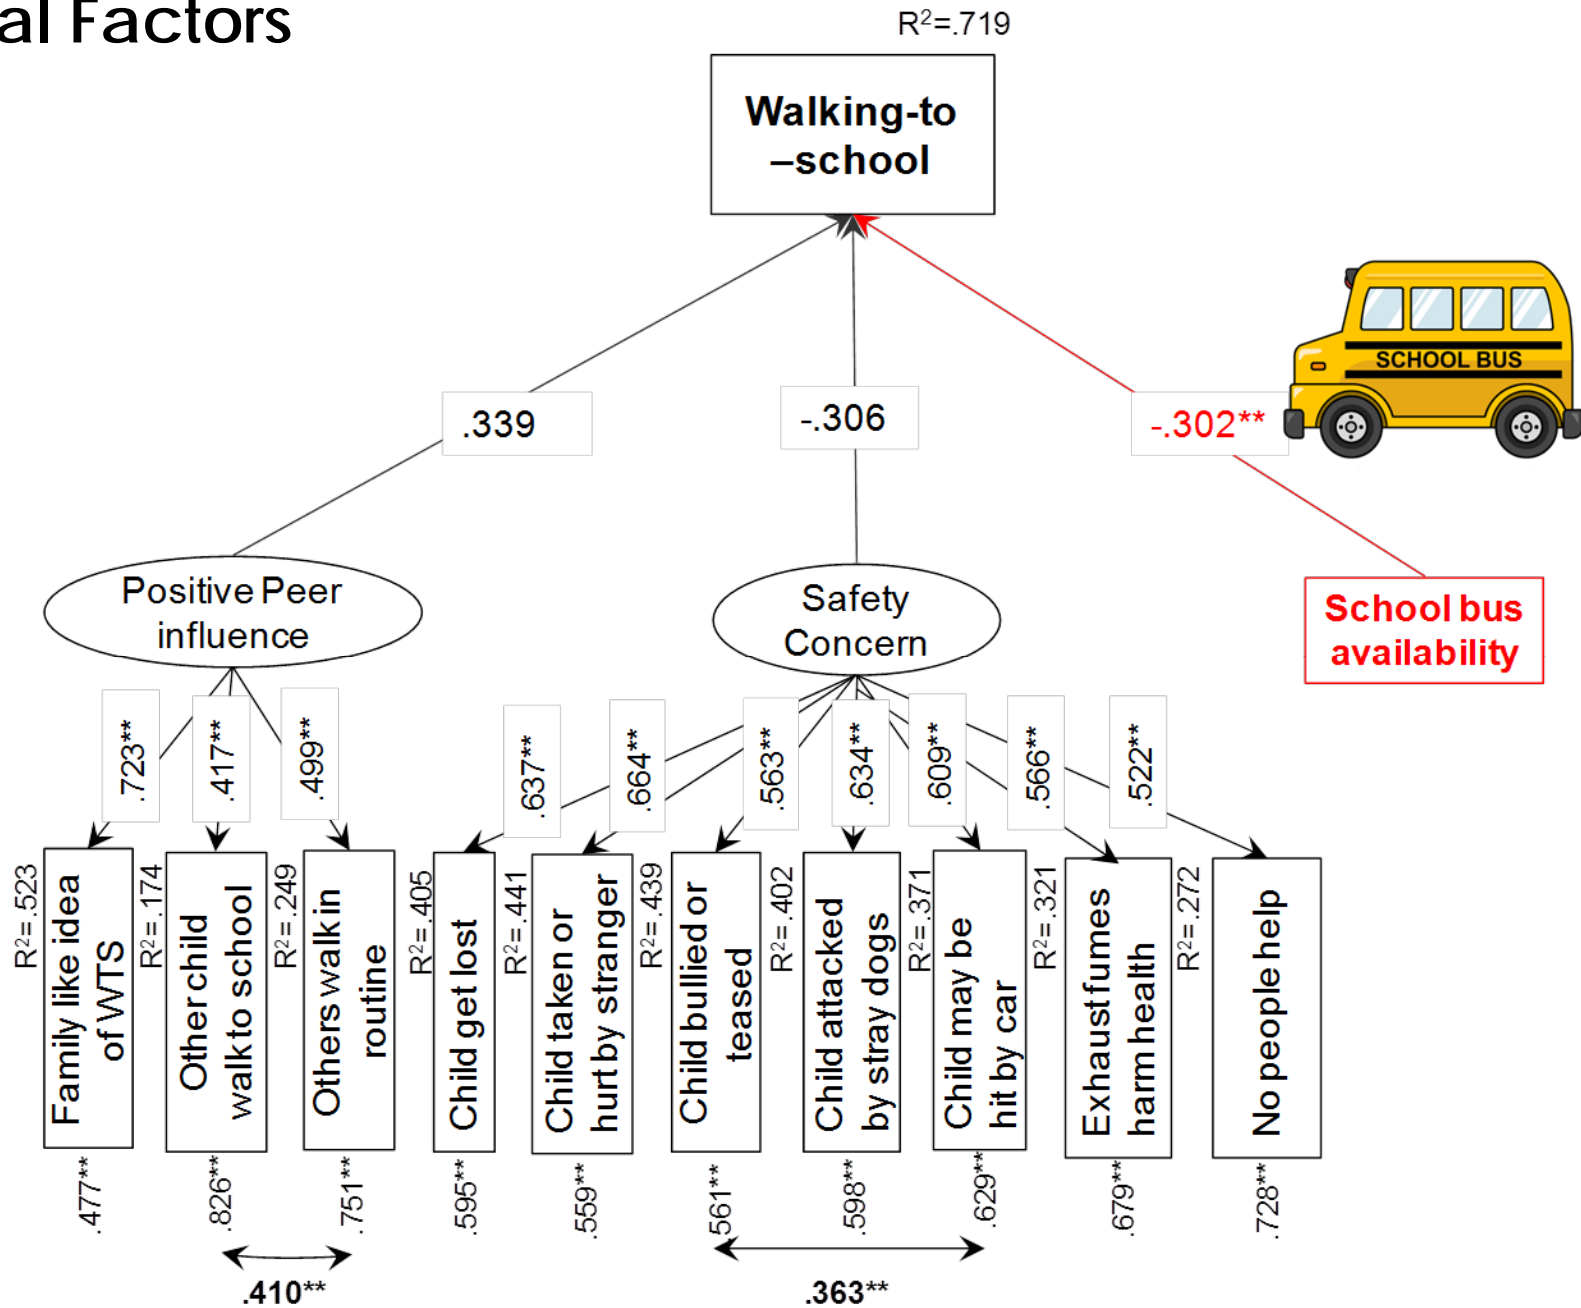 al Factors
R²=.719
Walking-to
–school
SCHOOL BUS
.339
-.306
-.302**
Positive Peer
influence
Safety
Concern
School bus
availability
.723**
.417**
.499**
.637**
.664**
.563**
.634**
.609**
.566**
.522**
R²=.523
Family like idea
of WTS
R²=.174
Other child
walk to school
R²=.249
Others walk in
routine
R²=.405
Child get lost
R²=.441
Child taken or
hurt by stranger
R²=.439
Child bullied or
teased
R²=.402
Child attacked
by stray dogs
R²=.371
Child may be
hit by car
R²=.321
Exhaust fumes
harm health
R²=.272
No people help
.477**
.826**
.751**
.595**
.559**
.561**
.598**
.629**
.679**
.728**
.410**
.363**